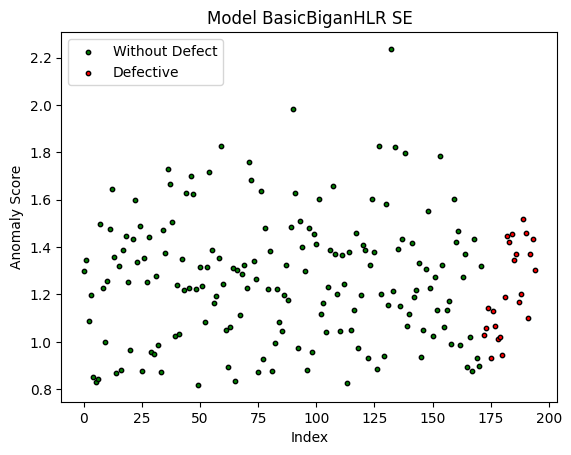 Model BasicBiganHLR SE
Without Defect
Defective
Anomaly Score
2.2
2.0
1.8
1.6
1.4
1.2
1.0
0.8
0 25 50 75 100 125 150 175 200
Index